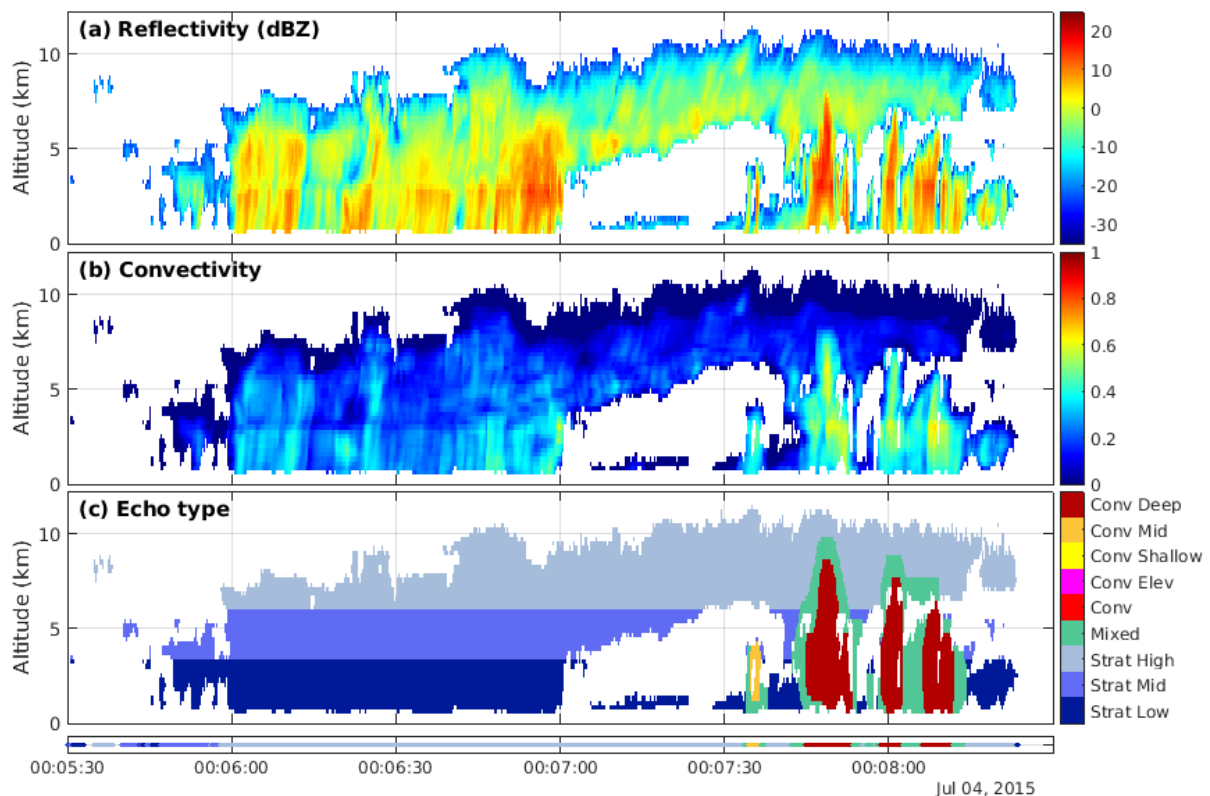 (a) Reflectivity (dBZ)
Altitude (km)
10
5
0
20
10
0
-10
-20
-30
(b) Convectivity
Altitude (km)
10
5
0
1
0.8
0.6
0.4
0.2
0
(c) Echo type
Altitude (km)
10
5
0
Conv Deep
Conv Mid
Conv Shallow
Conv Elev
Conv
Mixed
Strat High
Strat Mid
Strat Low
00:05:30 00:06:00 00:06:30 00:07:00 00:07:30 00:08:00
Jul 04, 2015